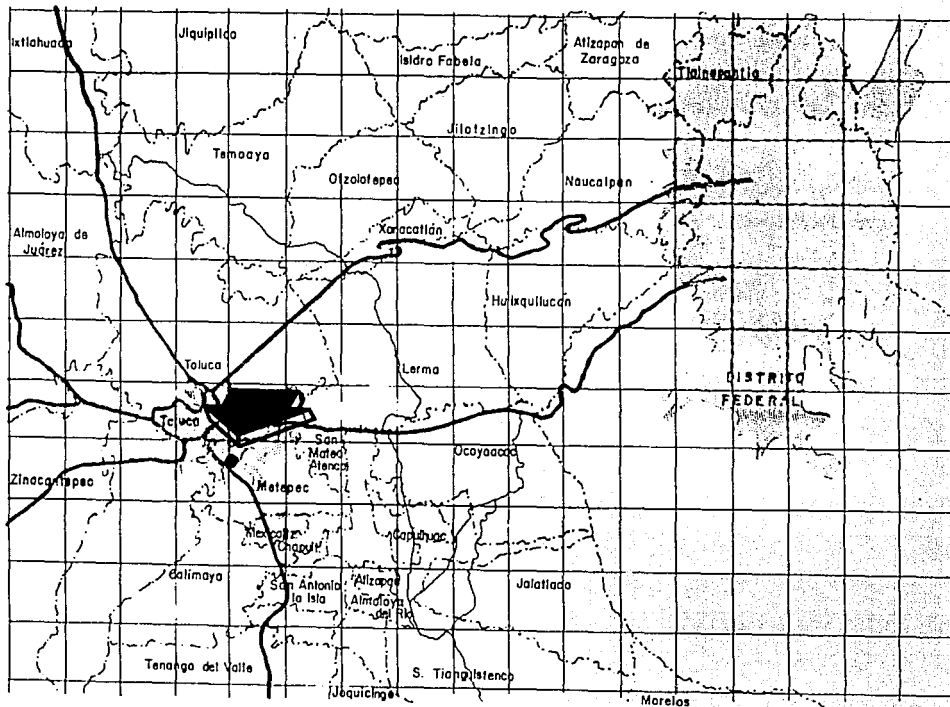 Ixtlahuaca
Jiquipilco
Isidro Fabela
Atizapan de
Zaragoza
Tlalnepantla
Jilotzingo
Temoaya
Otzolotepec
Naucalpan
Almoloya de
Juárez
Xonacatlán
Huixquilucan
Toluca
Lerma
DISTRITO
FEDERAL
Toluca
San
Mateo
Atenco
Ocoyoacac
Zinacantepec
Metepec
Mexicaltz.
Chapult.
Capulhuac
Calimaya
San Antonio
la Isla
Atizapan
Almoloya
del Río
Jalatlaco
Tenango del Valle
S. Tianguistenco
Joquicingo
Morelos